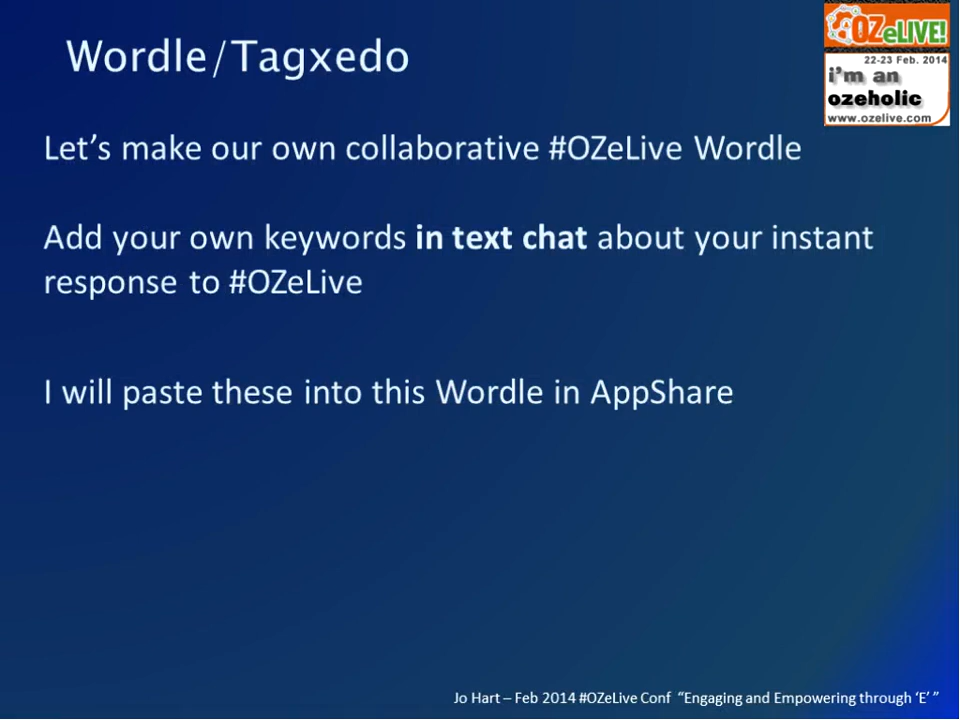 OZeLIVE!
22-23 Feb. 2014
i'm an
ozeholic
www.ozelive.com
Wordle/Tagxedo
Let's make our own collaborative #OZeLive Wordle
Add your own keywords in text chat about your instant
response to #OZeLive
I will paste these into this Wordle in AppShare
Jo Hart – Feb 2014 #OZeLive Conf “Engaging and Empowering through ‘E’ ”